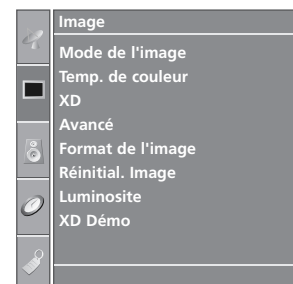 Image
Mode de l'image
Temp. de couleur
XD
Avancé
Format de l'image
Réinitial. Image
Luminosite
XD Démo